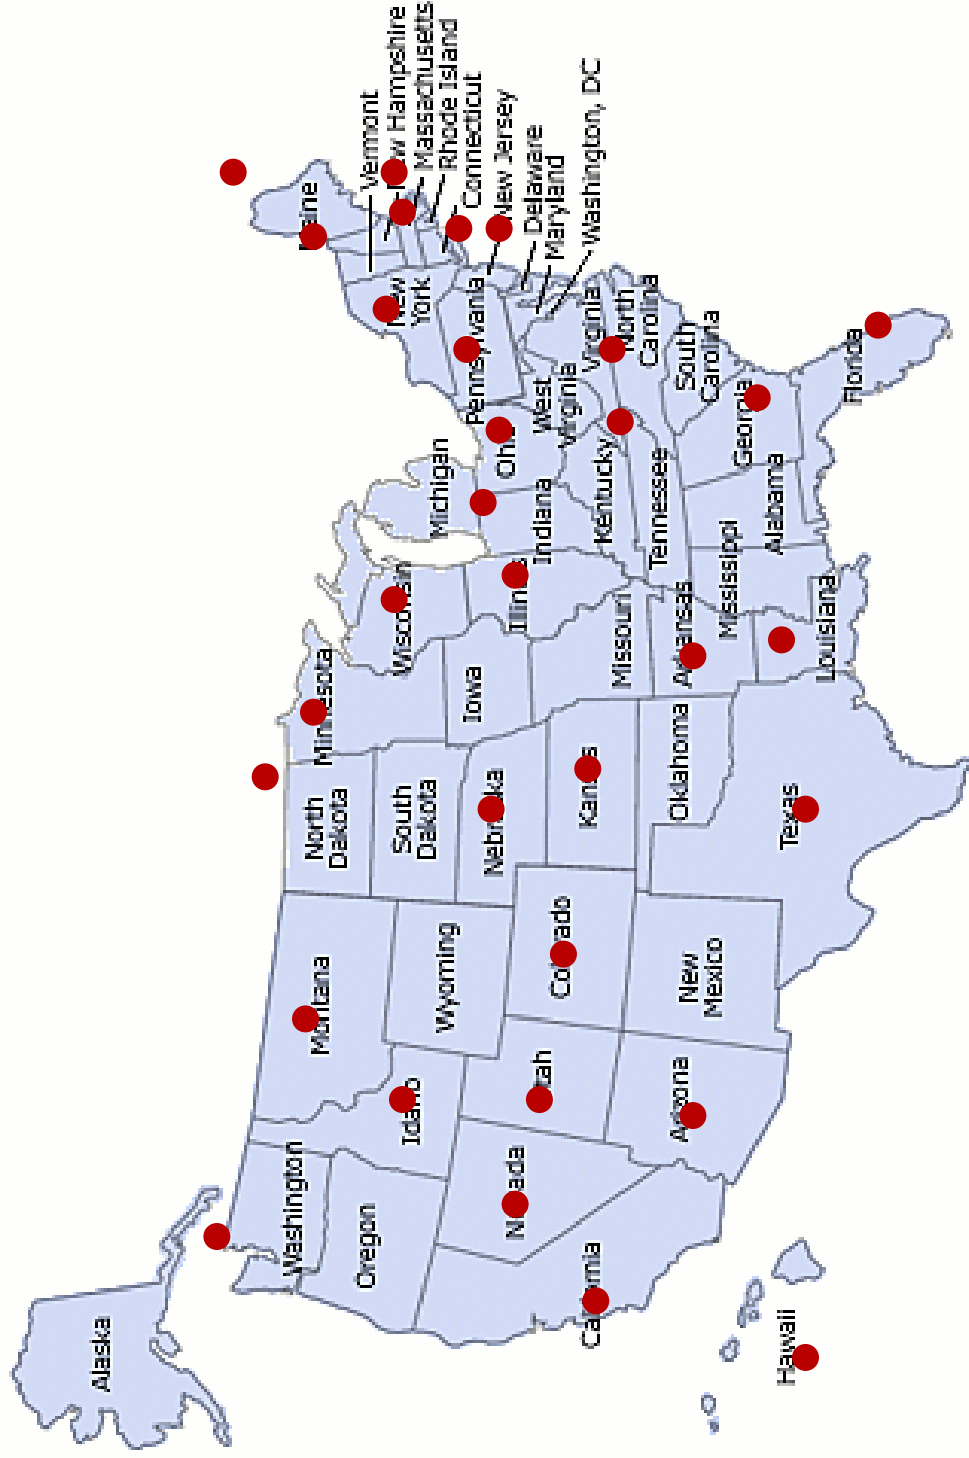 Alaska
Hawaii
Washington
Oregon
California
Nevada
Idaho
Montana
Wyoming
Utah
Arizona
Colorado
New
Mexico
North
Dakota
South
Dakota
Nebraska
Kansas
Oklahoma
Texas
Minnesota
Iowa
Missouri
Arkansas
Louisiana
Wisconsin
Illinois
Mississippi
Michigan
Indiana
Kentucky
Tennessee
Alabama
Ohio
West
Virginia
Georgia
Florida
Pennsylvania
Virginia
North
Carolina
South
Carolina
New
York
Maine
Vermont
New Hampshire
Massachusetts
Rhode Island
Connecticut
New Jersey
Delaware
Maryland
Washington, DC